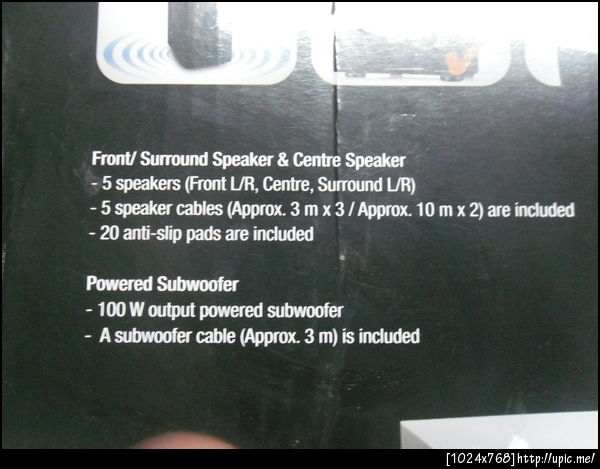 Front/ Surround Speaker & Centre Speaker
- 5 speakers (Front L/R, Centre, Surround L/R)
- 5 speaker cables (Approx. 3 m x 3 / Approx. 10 m x 2) are included
- 20 anti-slip pads are included
Powered Subwoofer
- 100 W output powered subwoofer
- A subwoofer cable (Approx. 3 m) is included
[1024x768]http://upic.me/